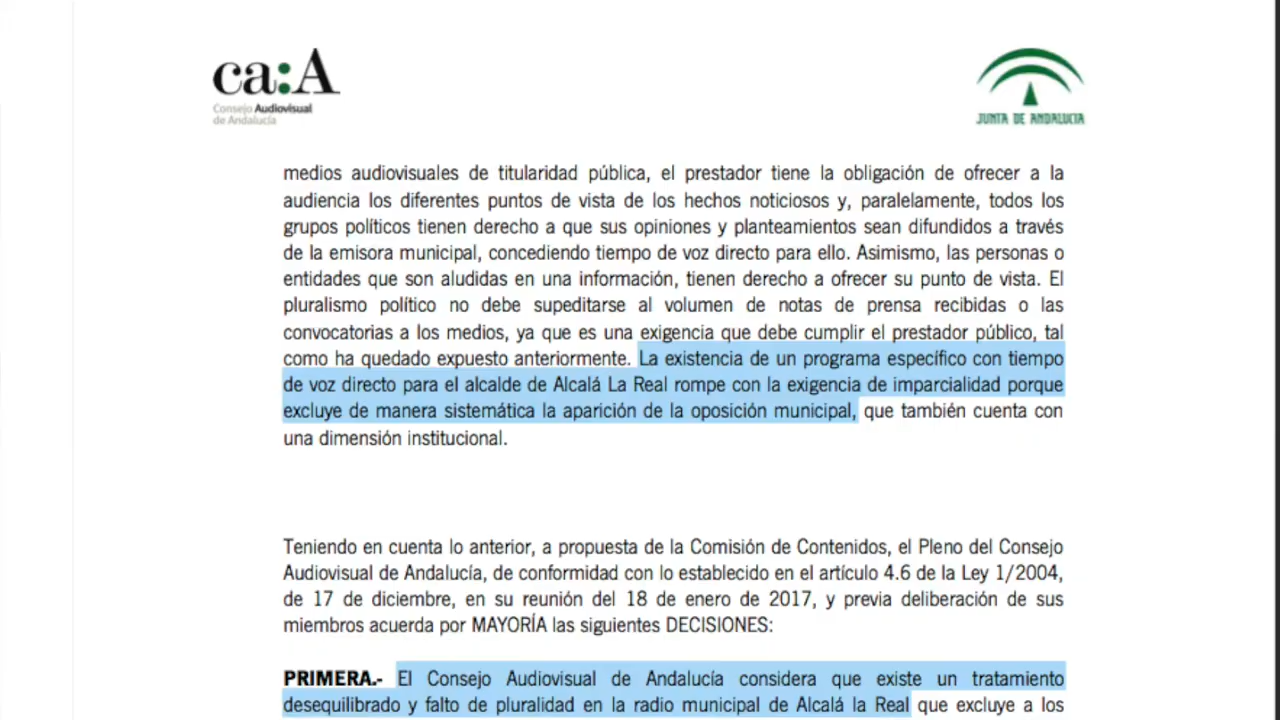 ca:A
Consejo Audiovisual
de Andalucía
JUNTA DE ANDALUCIA
medios audiovisuales de titularidad pública, el prestador tiene la obligación de ofrecer a la
audiencia los diferentes puntos de vista de los hechos noticiosos y, paralelamente, todos los
grupos políticos tienen derecho a que sus opiniones y planteamientos sean difundidos a través
de la emisora municipal, concediendo tiempo de voz directo para ello. Asimismo, las personas o
entidades que son aludidas en una información, tienen derecho a ofrecer su punto de vista. El
pluralismo político no debe supeditarse al volumen de notas de prensa recibidas o las
convocatorias a los medios, ya que es una exigencia que debe cumplir el prestador público, tal
como ha quedado expuesto anteriormente. La existencia de un programa específico con tiempo
de voz directo para el alcalde de Alcalá La Real rompe con la exigencia de imparcialidad porque
excluye de manera sistemática la aparición de la oposición municipal, que también cuenta con
una dimensión institucional.
Teniendo en cuenta lo anterior, a propuesta de la Comisión de Contenidos, el Pleno del Consejo
Audiovisual de Andalucía, de conformidad con lo establecido en el artículo 4.6 de la Ley 1/2004,
de 17 de diciembre, en su reunión del 18 de enero de 2017, y previa deliberación de sus
miembros acuerda por MAYORÍA las siguientes DECISIONES:
PRIMERA.- El Consejo Audiovisual de Andalucía considera que existe un tratamiento
desequilibrado y falto de pluralidad en la radio municipal de Alcalá la Real que excluye a los